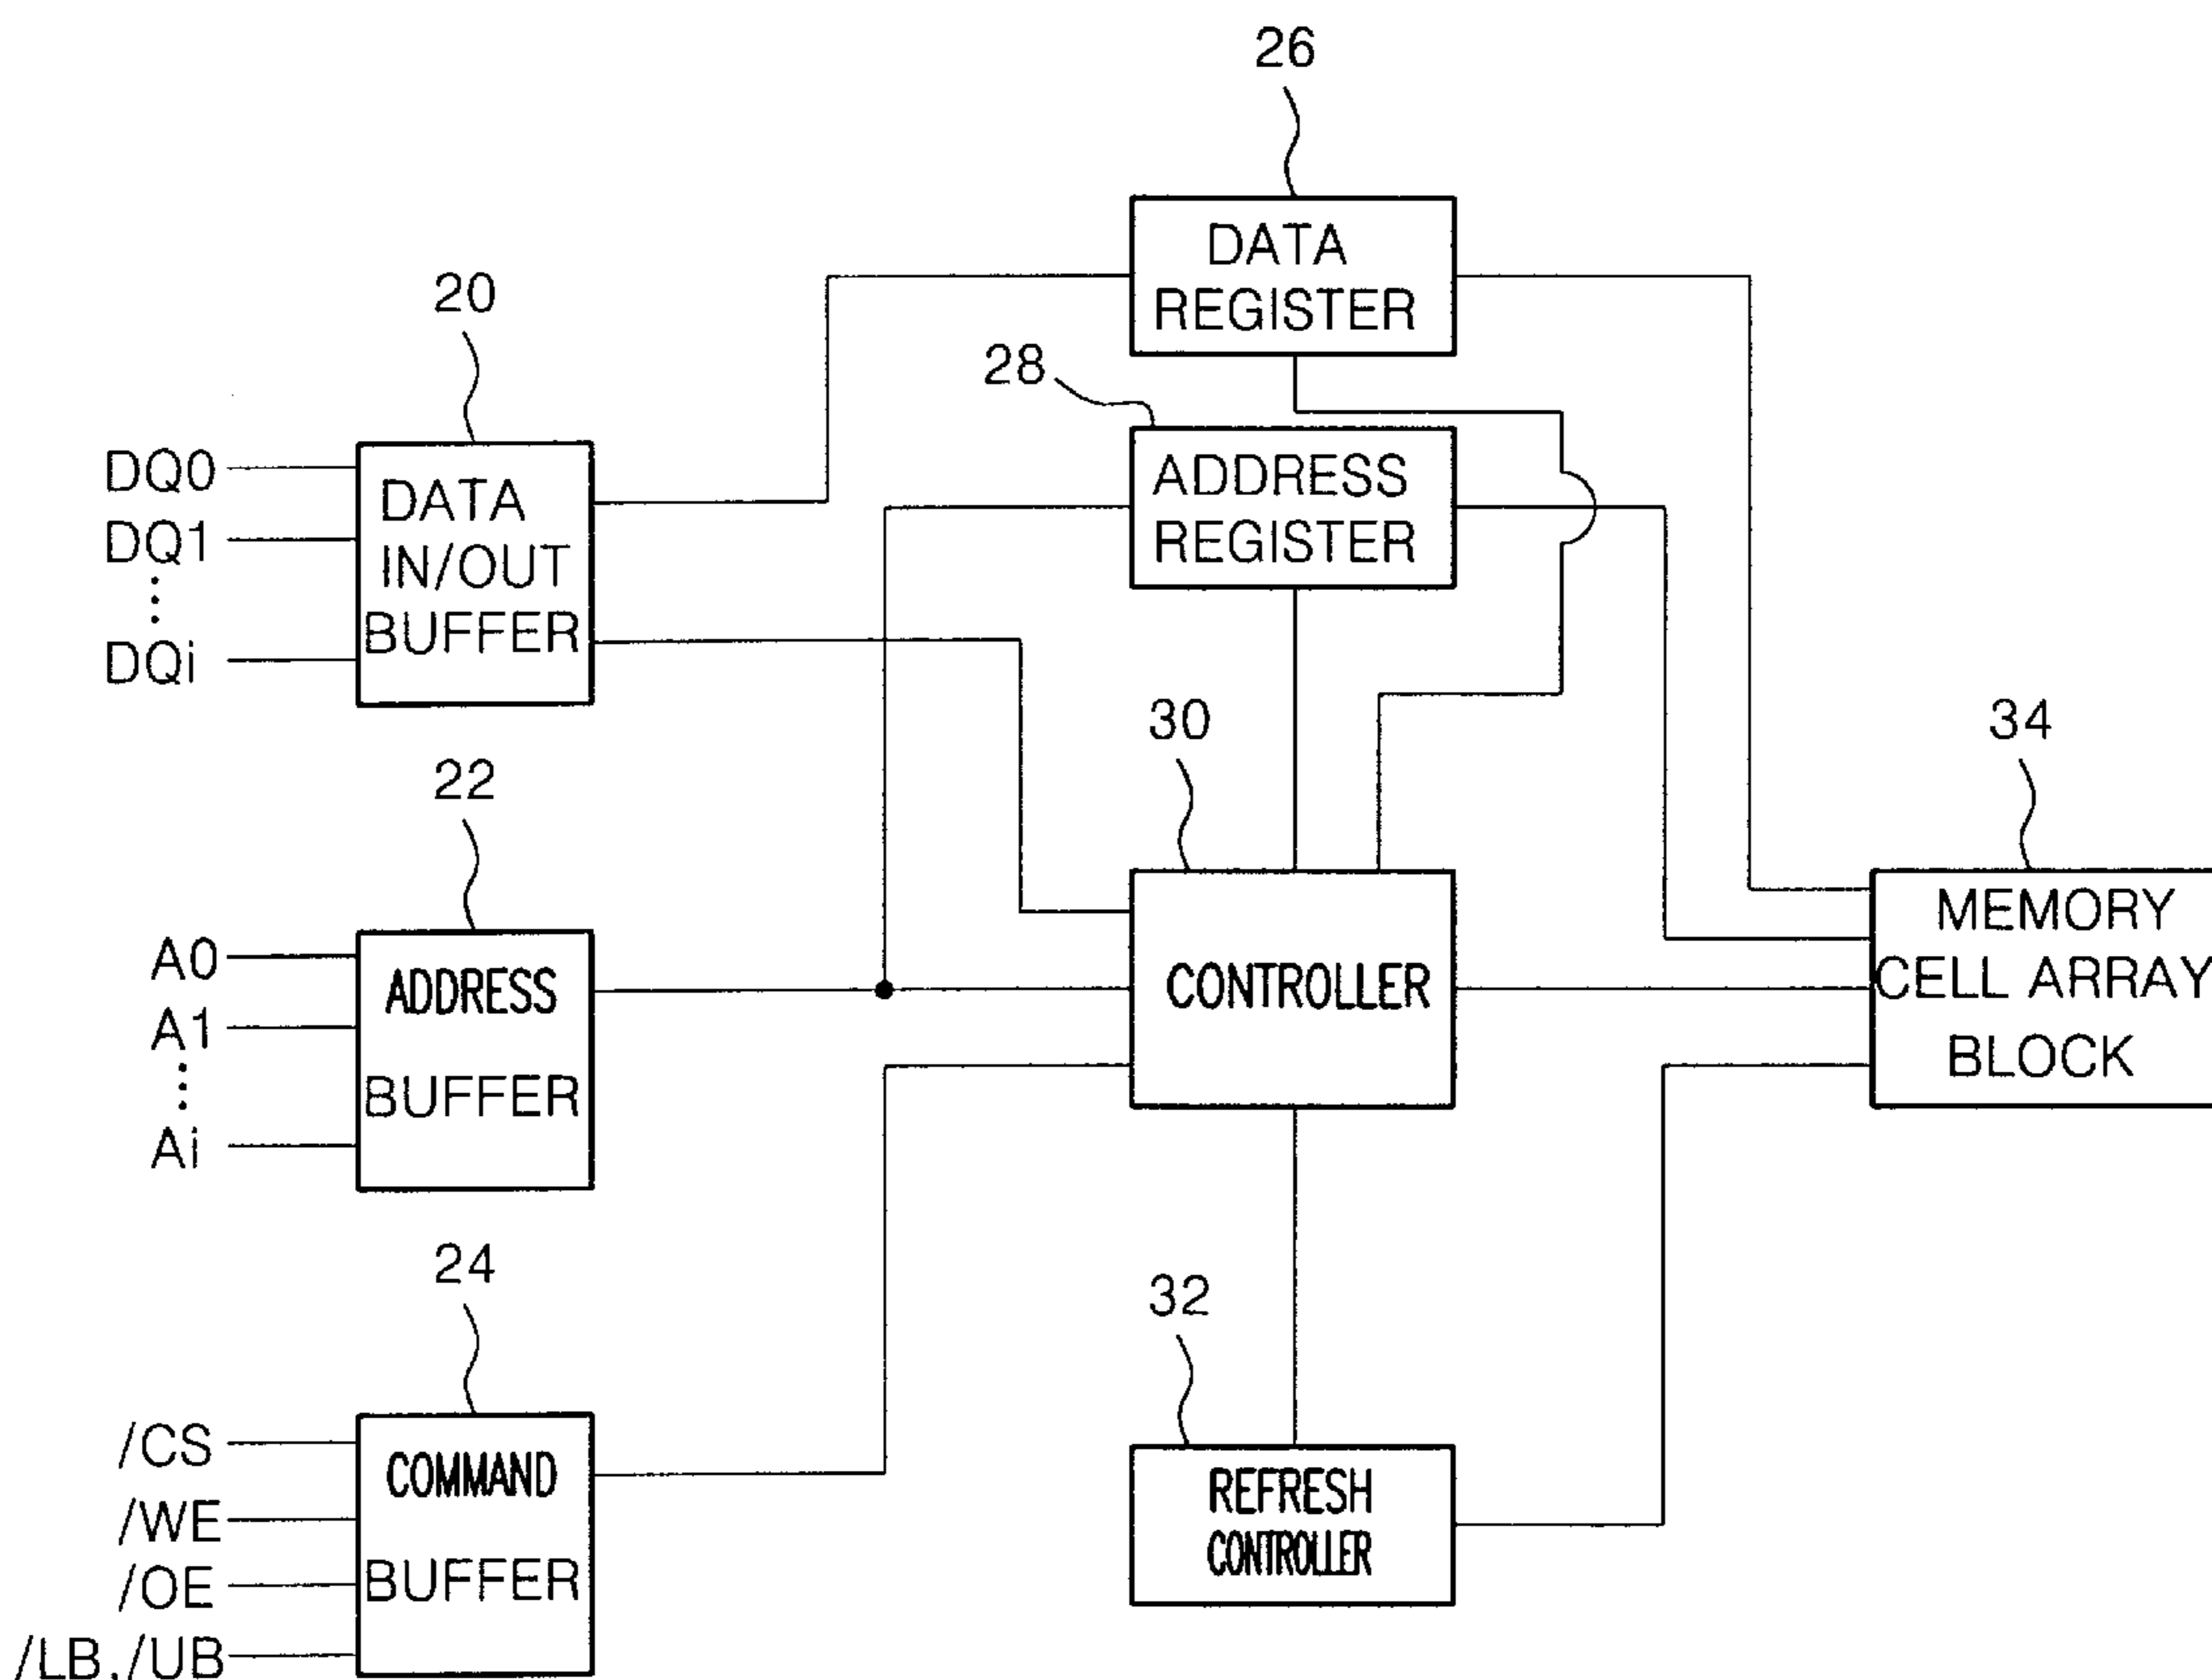 26
DATA
REGISTER
20
28
DQ0
DQ1
DQi
DATA
IN/OUT
BUFFER
ADDRESS
REGISTER
30
34
22
A0
A1
Ai
ADDRESS
BUFFER
CONTROLLER
MEMORY
CELL ARRAY
BLOCK
24
32
/CS
/WE
/OE
/LB,/UB
COMMAND
BUFFER
REFRESH
CONTROLLER